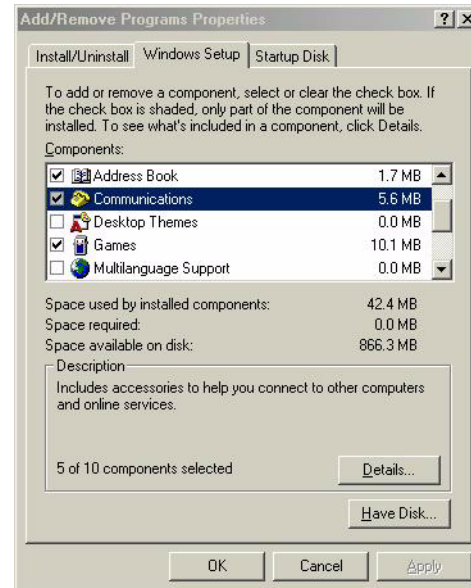 Add/Remove Programs Properties
Install/Uninstall Windows Setup Startup Disk
To add or remove a component, select or clear the check box. If
the check box is shaded, only part of the component will be
installed. To see what's included in a component, click Details.
Components:
Address Book 1.7 MB
Communications 5.6 MB
Desktop Themes 0.0 MB
Games 10.1 MB
Multilanguage Support 0.0 MB
Space used by installed components: 42.4 MB
Space required: 0.0 MB
Space available on disk: 866.3 MB
Description
Includes accessories to help you connect to other computers
and online services.
5 of 10 components selected Details...
Have Disk...
OK Cancel Apply